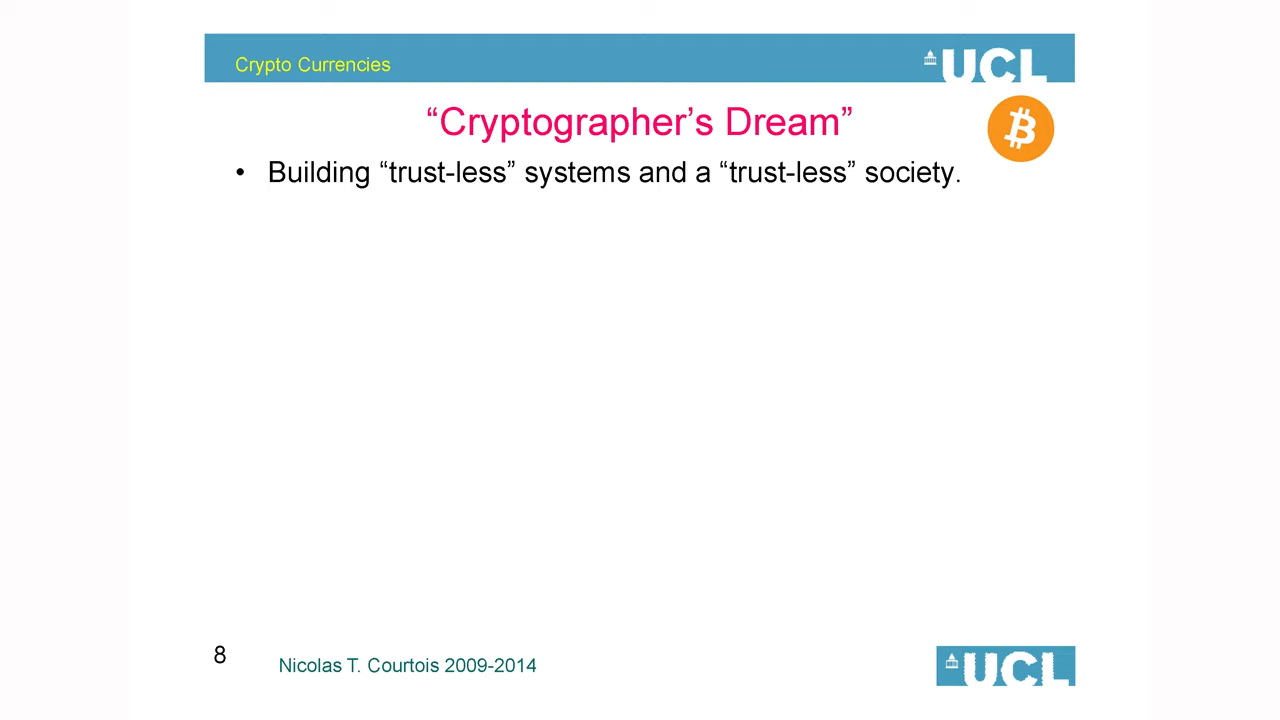 Crypto Currencies
UCL
“Cryptographer’s Dream”
• Building “trust-less” systems and a “trust-less” society.
8
Nicolas T. Courtois 2009-2014
UCL